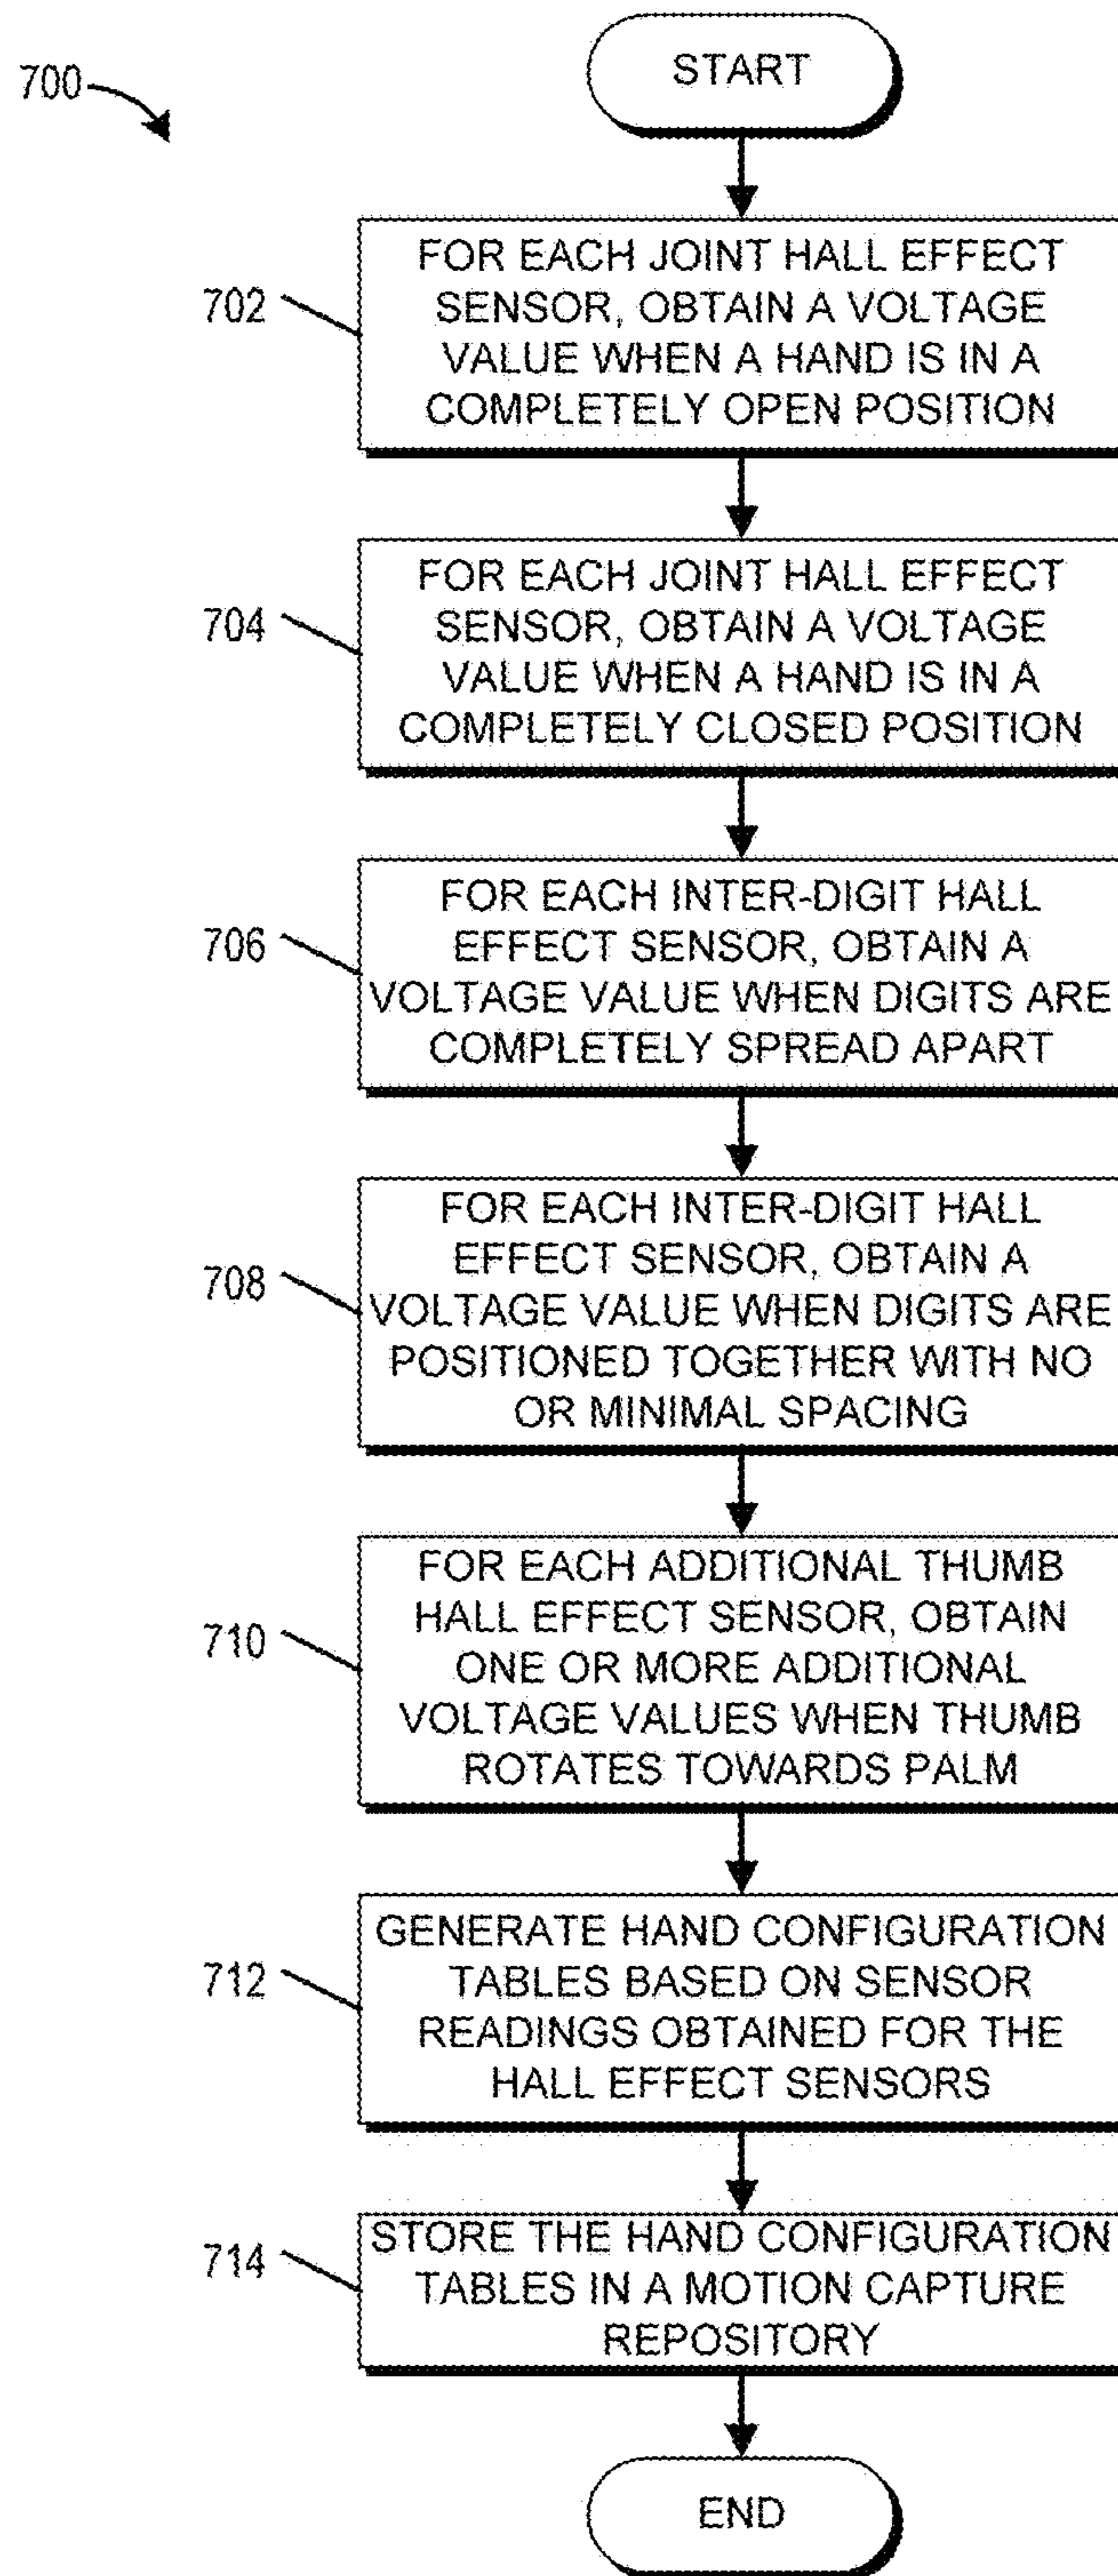 700
START
702
FOR EACH JOINT HALL EFFECT
SENSOR, OBTAIN A VOLTAGE
VALUE WHEN A HAND IS IN A
COMPLETELY OPEN POSITION
704
FOR EACH JOINT HALL EFFECT
SENSOR, OBTAIN A VOLTAGE
VALUE WHEN A HAND IS IN A
COMPLETELY CLOSED POSITION
706
FOR EACH INTER-DIGIT HALL
EFFECT SENSOR, OBTAIN A
VOLTAGE VALUE WHEN DIGITS ARE
COMPLETELY SPREAD APART
708
FOR EACH INTER-DIGIT HALL
EFFECT SENSOR, OBTAIN A
VOLTAGE VALUE WHEN DIGITS ARE
POSITIONED TOGETHER WITH NO
OR MINIMAL SPACING
710
FOR EACH ADDITIONAL THUMB
HALL EFFECT SENSOR, OBTAIN
ONE OR MORE ADDITIONAL
VOLTAGE VALUES WHEN THUMB
ROTATES TOWARDS PALM
712
GENERATE HAND CONFIGURATION
TABLES BASED ON SENSOR
READINGS OBTAINED FOR THE
HALL EFFECT SENSORS
714
STORE THE HAND CONFIGURATION
TABLES IN A MOTION CAPTURE
REPOSITORY
END